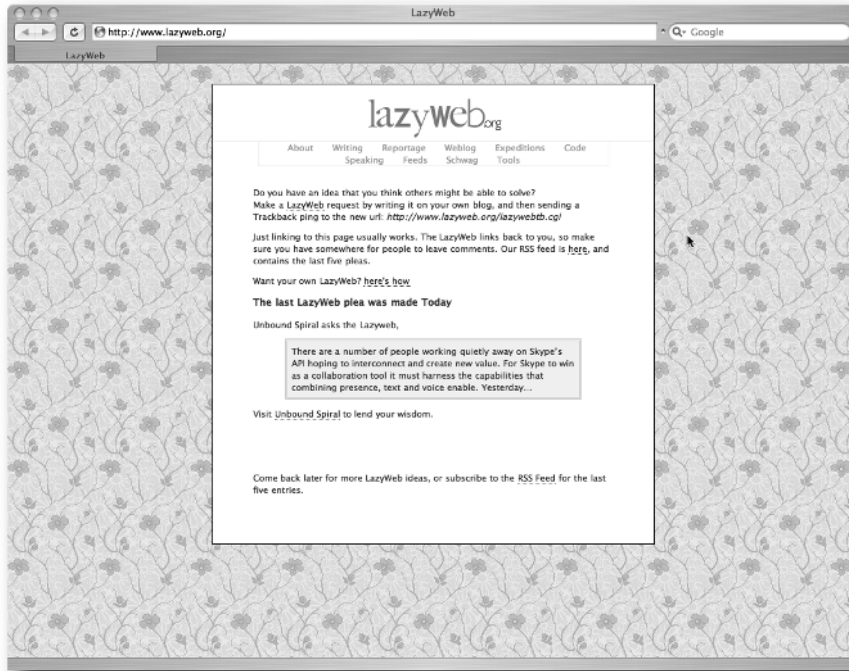 LazyWeb
http://www.lazyweb.org/
Google
LazyWeb
lazyweb.org
About Writing Reportage Weblog Expeditions Code
Speaking Feeds Schwag Tools
Do you have an idea that you think others might be able to solve?
Make a LazyWeb request by writing it on your own blog, and then sending a
Trackback ping to the new url: http://www.lazyweb.org/lazywebtb.cgi
Just linking to this page usually works. The LazyWeb links back to you, so make
sure you have somewhere for people to leave comments. Our RSS feed is here, and
contains the last five pleas.
Want your own LazyWeb? here's how
The last LazyWeb plea was made Today
Unbound Spiral asks the Lazyweb,
There are a number of people working quietly away on Skype's
API hoping to interconnect and create new value. For Skype to win
as a collaboration tool it must harness the capabilities that
combining presence, text and voice enable. Yesterday...
Visit Unbound Spiral to lend your wisdom.
Come back later for more LazyWeb ideas, or subscribe to the RSS Feed for the last
five entries.